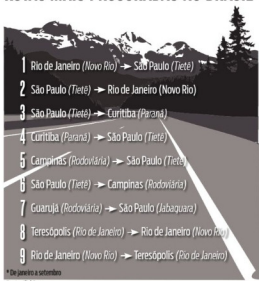 1 Rio de Janeiro (Novo Rio) → São Paulo (Tietê)
2 São Paulo (Tietê) → Rio de Janeiro (Novo Rio)
3 São Paulo (Tietê) → Curitiba (Paraná)
4 Curitiba (Paraná) → São Paulo (Tietê)
5 Campinas (Rodoviária) → São Paulo (Tietê)
6 São Paulo (Tietê) → Campinas (Rodoviária)
7 Guarujá (Rodoviária) → São Paulo (Jabaquara)
8 Teresópolis (Rio de Janeiro) → Rio de Janeiro (Novo Rio)
9 Rio de Janeiro (Novo Rio) → Teresópolis (Rio de Janeiro)
* De janeiro a setembro